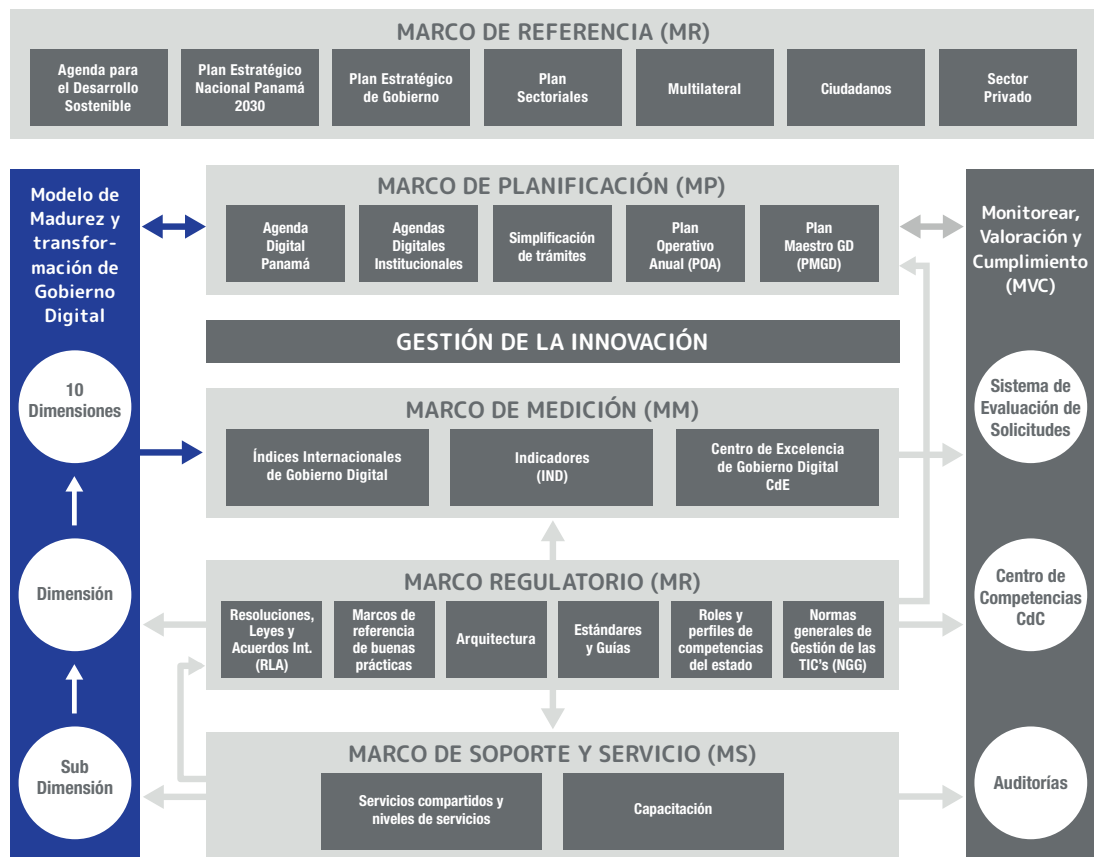 MARCO DE REFERENCIA (MR)
Agenda para
el Desarrollo
Sostenible
Plan Estratégico
Nacional Panamá
2030
Plan Estratégico
de Gobierno
Plan
Sectoriales
Multilateral
Ciudadanos
Sector
Privado
Modelo de
Madurez y
transfor-
mación de
Gobierno
Digital
10
Dimensiones
Dimensión
Sub
Dimensión
MARCO DE PLANIFICACIÓN (MP)
Agenda
Digital
Panamá
Agendas
Digitales
Institucionales
Simplificación
de trámites
Plan
Operativo
Anual (POA)
Plan
Maestro GD
(PMGD)
GESTIÓN DE LA INNOVACIÓN
MARCO DE MEDICIÓN (MM)
Índices Internacionales
de Gobierno Digital
Indicadores
(IND)
Centro de Excelencia
de Gobierno Digital
CdE
MARCO REGULATORIO (MR)
Resoluciones,
Leyes y
Acuerdos Int.
(RLA)
Marcos de
referencia
de buenas
prácticas
Arquitectura
Estándares
y Guías
Roles y
perfiles de
competencias
del estado
Normas
generales de
Gestión de las
TIC's (NGG)
MARCO DE SOPORTE Y SERVICIO (MS)
Servicios compartidos y
niveles de servicios
Capacitación
Monitorear,
Valoración y
Cumplimiento
(MVC)
Sistema de
Evaluación de
Solicitudes
Centro de
Competencias
CdC
Auditorías